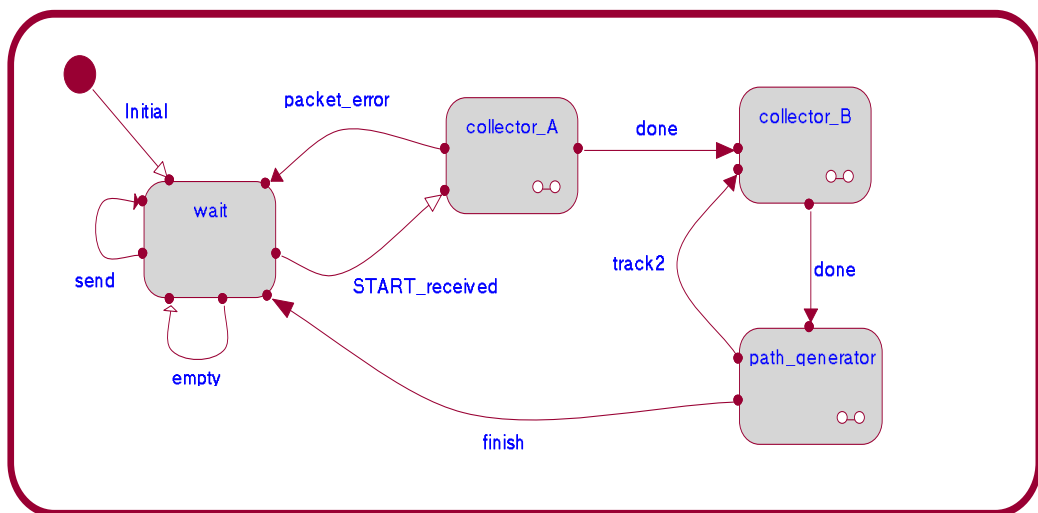 Initial
packet_error
collector_A
done
collector_B
wait
send
START_received
track2
done
empty
path_generator
finish